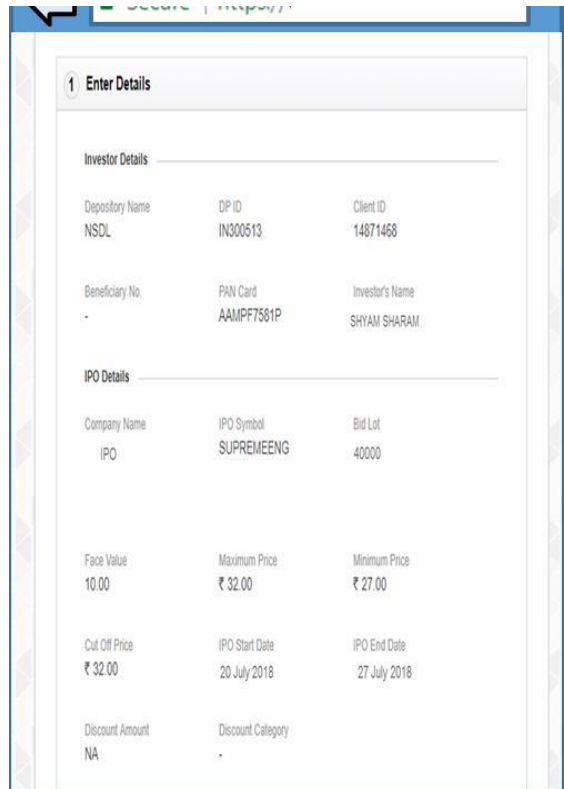 Secure | https://
1 Enter Details
Investor Details
Depository Name DP ID Client ID
NSDL IN300513 14871468
Beneficiary No. PAN Card Investor's Name
- AAMPF7581P SHYAM SHARAM
IPO Details
Company Name IPO Symbol Bid Lot
IPO SUPREMEENG 40000
Face Value Maximum Price Minimum Price
10.00 ₹ 32.00 ₹ 27.00
Cut Off Price IPO Start Date IPO End Date
₹ 32.00 20 July 2018 27 July 2018
Discount Amount Discount Category
NA -